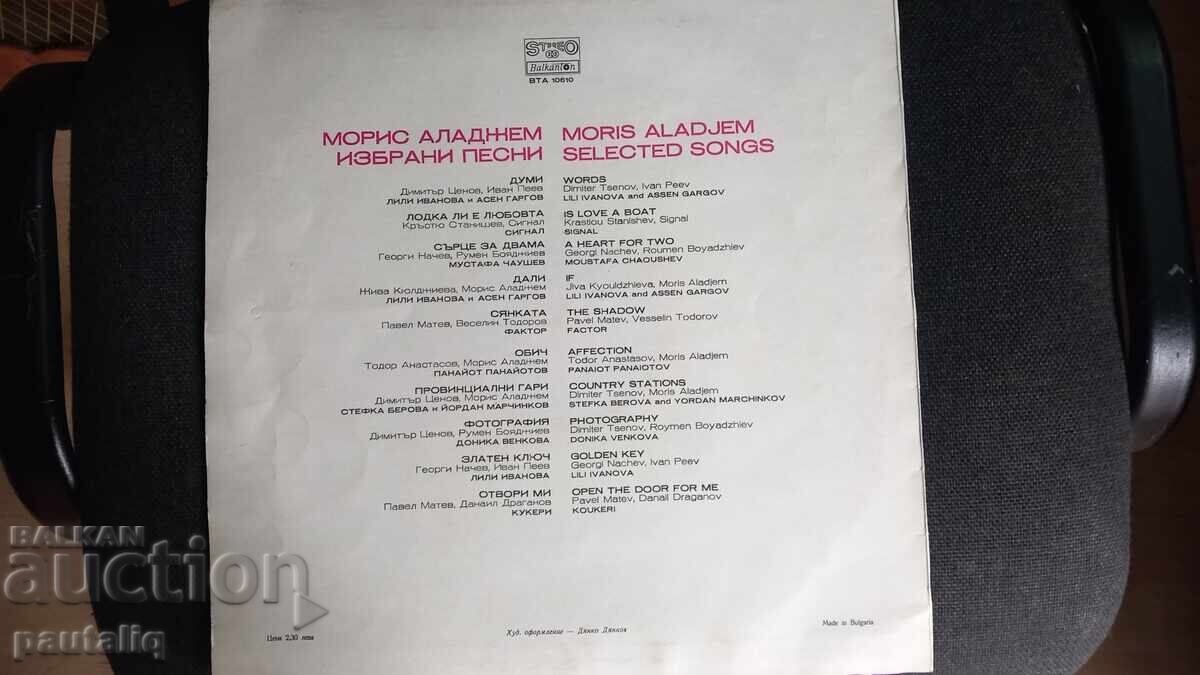 STEREO
Balkanton
ВТА 10610
МОРИС АЛАДЖЕМ
ИЗБРАНИ ПЕСНИ
ДУМИ
Димитър Ценов, Иван Пеев
ЛИЛИ ИВАНОВА и АСЕН ГАРГОВ
ЛОДКА ЛИ Е ЛЮБОВТА
Кръстю Станишев, Сигнал
СИГНАЛ
СЪРЦЕ ЗА ДВАМА
Георги Начев, Румен Бояджиев
МУСТАФА ЧАУШЕВ
ДАЛИ
Жива Кюлджиева, Морис Аладжем
ЛИЛИ ИВАНОВА и АСЕН ГАРГОВ
СЯНКАТА
Павел Матев, Веселин Тодоров
ФАКТОР
ОБИЧ
Тодор Анастасов, Морис Аладжем
ПАНАЙОТ ПАНАЙОТОВ
ПРОВИНЦИАЛНИ ГАРИ
Димитър Ценов, Морис Аладжем
СТЕФКА БЕРОВА и ЙОРДАН МАРЧИНКОВ
ФОТОГРАФИЯ
Димитър Ценов, Румен Бояджиев
ДОНИКА ВЕНКОВА
ЗЛАТЕН КЛЮЧ
Георги Начев, Иван Пеев
ЛИЛИ ИВАНОВА
ОТВОРИ МИ
Павел Матев, Данаил Драганов
КУКЕРИ
MORIS ALADJEM
SELECTED SONGS
WORDS
Dimiter Tsenov, Ivan Peev
LILI IVANOVA and ASSEN GARGOV
IS LOVE A BOAT
Krastiou Stanishev, Signal
SIGNAL
A HEART FOR TWO
Georgi Nachev, Roumen Boyadzhiev
MOUSTAFA CHAOUSHEV
IF
Jiva Kyouldzhieva, Moris Aladjem
LILI IVANOVA and ASSEN GARGOV
THE SHADOW
Pavel Matev, Vesselin Todorov
FACTOR
AFFECTION
Todor Anastasov, Moris Aladjem
PANAIOT PANAIOTOV
COUNTRY STATIONS
Dimiter Tsenov, Moris Aladjem
STEFKA BEROVA and YORDAN MARCHINKOV
PHOTOGRAPHY
Dimiter Tsenov, Roymen Boyadzhiev
DONIKA VENKOVA
GOLDEN KEY
Georgi Nachev, Ivan Peev
LILI IVANOVA
OPEN THE DOOR FOR ME
Pavel Matev, Danail Draganov
KOUKERI
Цена 2,30 лева
Худ. оформление — Дянко Дянков
Made in Bulgaria
BALKAN
auction
pautaliq